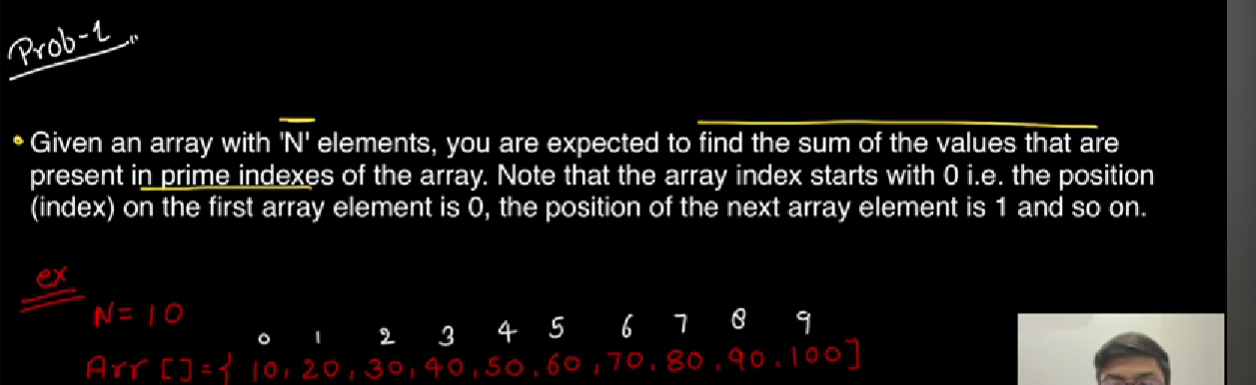 Prob-1
• Given an array with 'N' elements, you are expected to find the sum of the values that are
present in prime indexes of the array. Note that the array index starts with 0 i.e. the position
(index) on the first array element is 0, the position of the next array element is 1 and so on.
ex
N = 10
0 1 2 3 4 5 6 7 8 9
Arr []={ 10, 20, 30, 40, 50, 60, 70, 80, 90, 100]